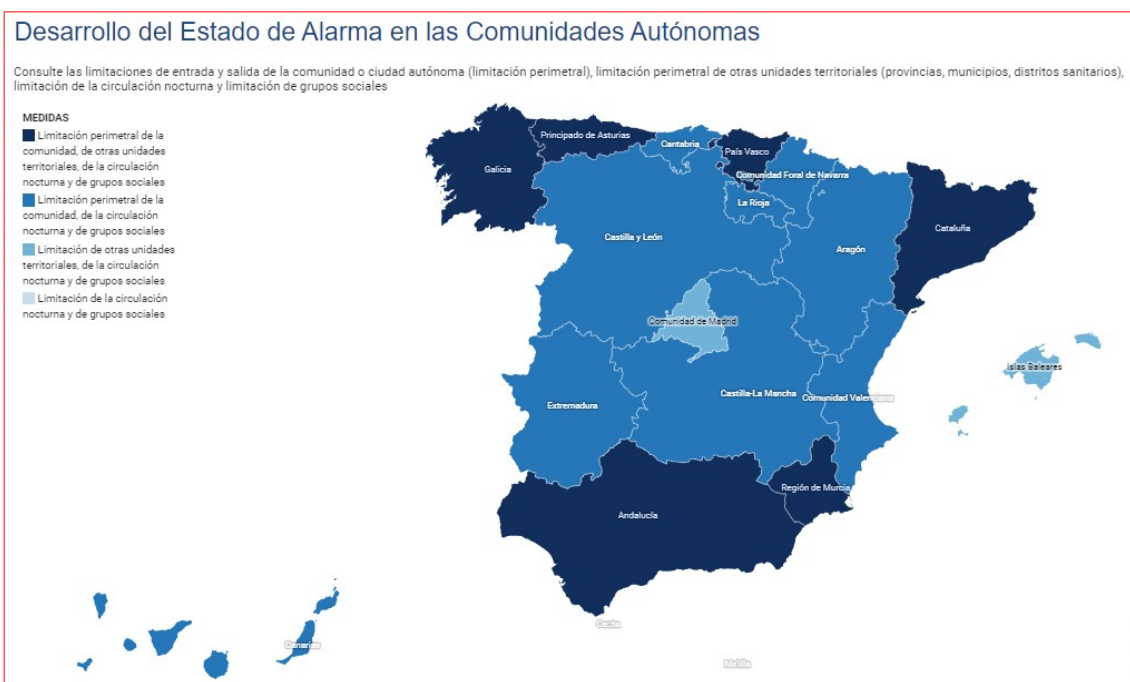 Desarrollo del Estado de Alarma en las Comunidades Autónomas
Consulte las limitaciones de entrada y salida de la comunidad o ciudad autónoma (limitación perimetral), limitación perimetral de otras unidades territoriales (provincias, municipios, distritos sanitarios),
limitación de la circulación nocturna y limitación de grupos sociales
MEDIDAS
Limitación perimetral de la
comunidad, de otras unidades
territoriales, de la circulación
nocturna y de grupos sociales
Limitación perimetral de la
comunidad, de la circulación
nocturna y de grupos sociales
Limitación de otras unidades
territoriales, de la circulación
nocturna y de grupos sociales
Limitación de la circulación
nocturna y de grupos sociales
Principado de Asturias
Cantabria
País Vasco
Galicia
Comunidad Foral de Navarra
La Rioja
Cataluña
Castilla y León
Aragón
Comunidad de Madrid
Islas Baleares
Castilla-La Mancha
Comunidad Valenciana
Extremadura
Región de Murcia
Andalucía
Ceuta
Canarias
Melilla